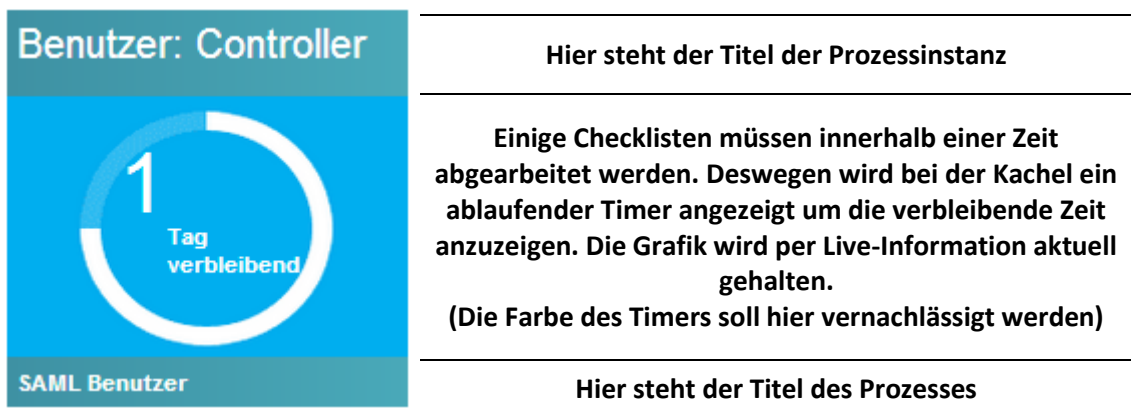 Benutzer: Controller
1
Tag
verbleibend
SAML Benutzer
Hier steht der Titel der Prozessinstanz
Einige Checklisten müssen innerhalb einer Zeit
abgearbeitet werden. Deswegen wird bei der Kachel ein
ablaufender Timer angezeigt um die verbleibende Zeit
anzuzeigen. Die Grafik wird per Live-Information aktuell
gehalten.
(Die Farbe des Timers soll hier vernachlässigt werden)
Hier steht der Titel des Prozesses